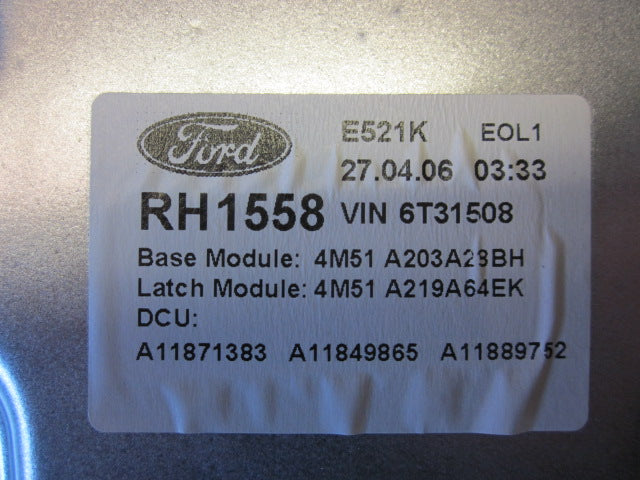 Ford
E521K EOL1
27.04.06 03:33
RH1558 VIN 6T31508
Base Module: 4M51 A203A28BH
Latch Module: 4M51 A219A64EK
DCU:
A11871383 A11849865 A11889752